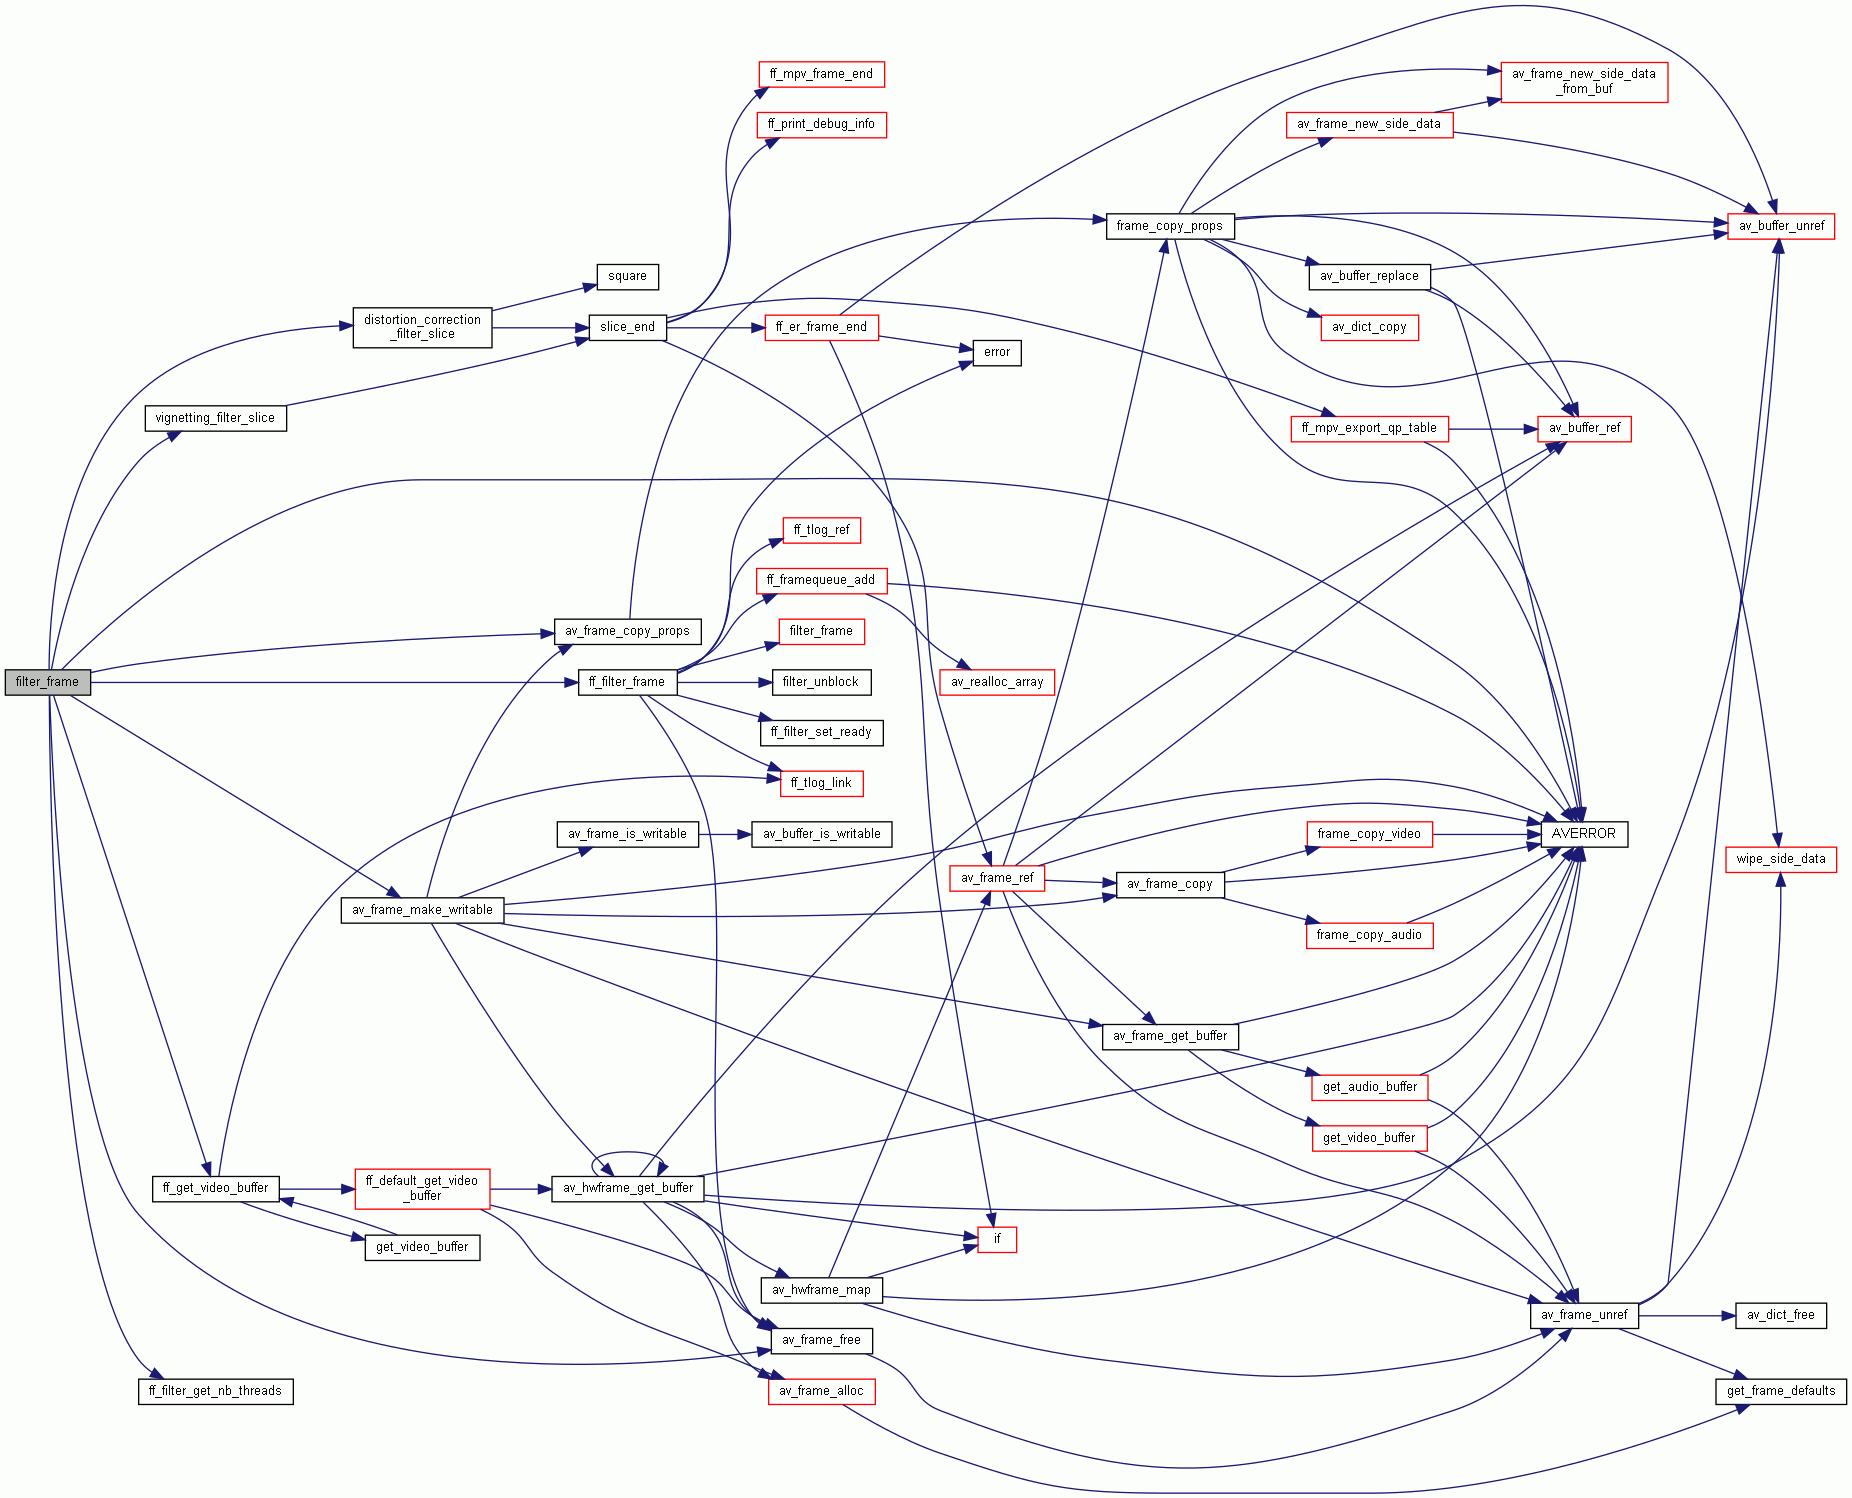 ff_mpv_frame_end
av_frame_new_side_data
_from_buf
ff_print_debug_info
av_frame_new_side_data
frame_copy_props
av_buffer_unref
square
av_buffer_replace
distortion_correction
_filter_slice
slice_end
ff_er_frame_end
av_dict_copy
error
vignetting_filter_slice
ff_mpv_export_qp_table
av_buffer_ref
ff_tlog_ref
ff_framequeue_add
av_frame_copy_props
filter_frame
filter_frame
ff_filter_frame
filter_unblock
av_realloc_array
ff_filter_set_ready
ff_tlog_link
av_frame_is_writable
av_buffer_is_writable
frame_copy_video
AVERROR
wipe_side_data
av_frame_ref
av_frame_copy
av_frame_make_writable
frame_copy_audio
av_frame_get_buffer
get_audio_buffer
get_video_buffer
ff_get_video_buffer
ff_default_get_video
_buffer
av_hwframe_get_buffer
get_video_buffer
if
av_hwframe_map
av_frame_unref
av_dict_free
av_frame_free
ff_filter_get_nb_threads
av_frame_alloc
get_frame_defaults